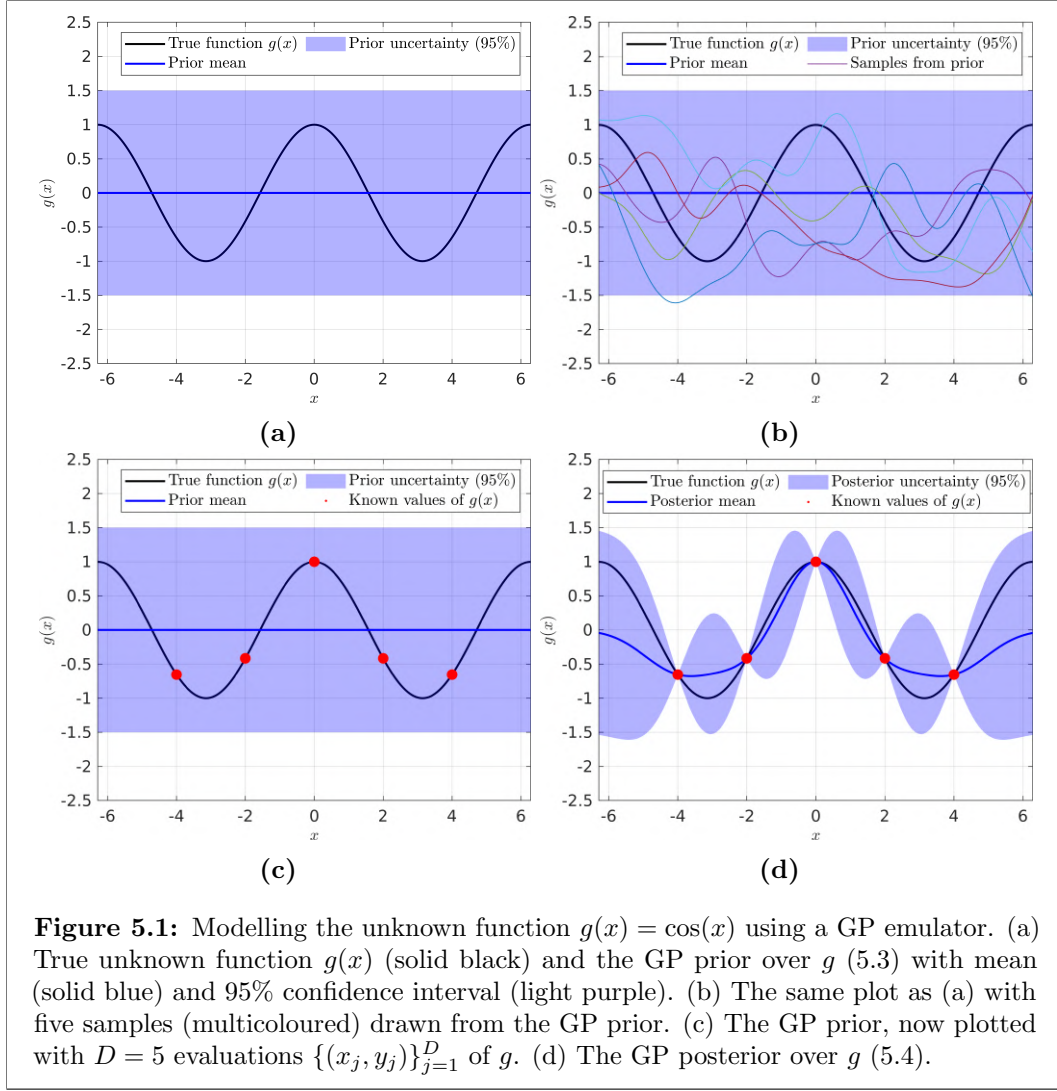 2.5
True function g(x)
Prior uncertainty (95%)
Prior mean
2
1.5
1
0.5
0
-0.5
-1
-1.5
-2
-2.5
g(x)
-6 -4 -2 0 2 4 6
x
(a)
2.5
True function g(x)
Prior uncertainty (95%)
Prior mean
Samples from prior
2
1.5
1
0.5
0
-0.5
-1
-1.5
-2
-2.5
g(x)
-6 -4 -2 0 2 4 6
x
(b)
2.5
True function g(x)
Prior uncertainty (95%)
Prior mean
Known values of g(x)
2
1.5
1
0.5
0
-0.5
-1
-1.5
-2
-2.5
g(x)
-6 -4 -2 0 2 4 6
x
(c)
2.5
True function g(x)
Posterior uncertainty (95%)
Posterior mean
Known values of g(x)
2
1.5
1
0.5
0
-0.5
-1
-1.5
-2
-2.5
g(x)
-6 -4 -2 0 2 4 6
x
(d)
Figure 5.1: Modelling the unknown function g(x) = cos(x) using a GP emulator. (a)
True unknown function g(x) (solid black) and the GP prior over g (5.3) with mean
(solid blue) and 95% confidence interval (light purple). (b) The same plot as (a) with
five samples (multicoloured) drawn from the GP prior. (c) The GP prior, now plotted
with D = 5 evaluations {(x_j, y_j)}_{j=1}^D of g. (d) The GP posterior over g (5.4).